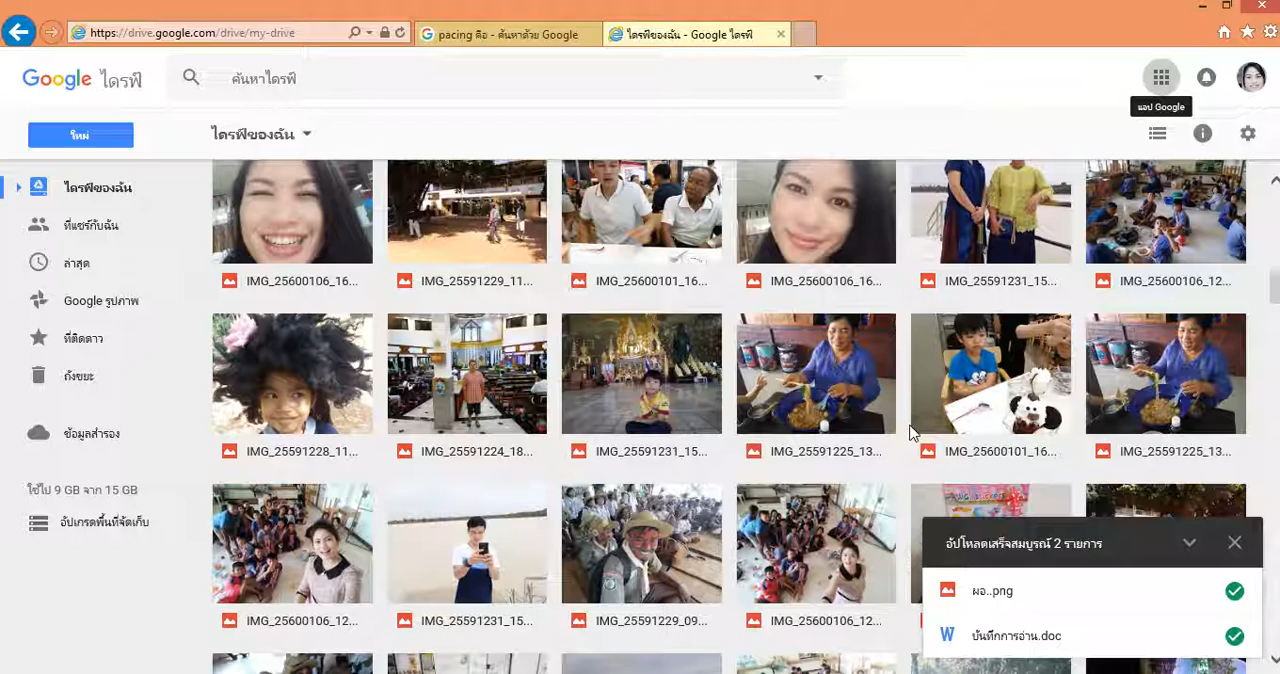 https://drive.google.com/drive/my-drive
pacing คือ - ค้นหาด้วย Google
ไดรฟ์ของฉัน - Google ไดรฟ์
Google ไดรฟ์
ค้นหาไดรฟ์
แอป Google
ใหม่
ไดรฟ์ของฉัน
ไดรฟ์ของฉัน
ที่แชร์กับฉัน
ล่าสุด
Google รูปภาพ
ที่ติดดาว
ถังขยะ
ข้อมูลสำรอง
ใช้ไป 9 GB จาก 15 GB
อัปเกรดพื้นที่จัดเก็บ
IMG_25600106_16...
IMG_25591229_11...
IMG_25600101_16...
IMG_25600106_16...
IMG_25591231_15...
IMG_25600106_12...
IMG_25591228_11...
IMG_25591224_18...
IMG_25591231_15...
IMG_25591225_13...
IMG_25600101_16...
IMG_25591225_13...
IMG_25600106_12...
IMG_25591231_15...
IMG_25591229_09...
IMG_25600106_12...
อัปโหลดเสร็จสมบูรณ์ 2 รายการ
ผอ..png
บันทึกการอ่าน.doc